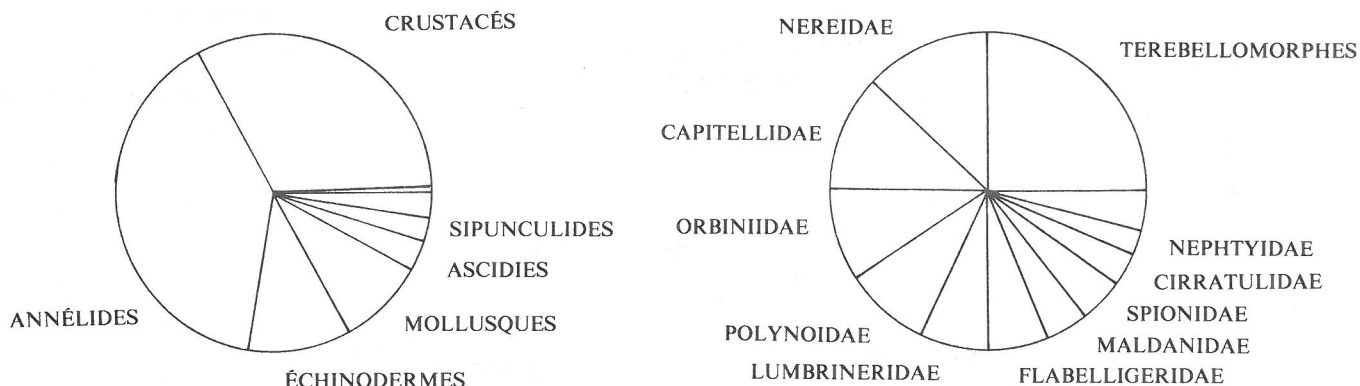 CRUSTACÉS
SIPUNCULIDES
ASCIDIES
MOLLUSQUES
ÉCHINODERMES
ANNÉLIDES
NEREIDAE
TEREBELLOMORPHES
CAPITELLIDAE
ORBINIIDAE
POLYNOIDAE
LUMBRINERIDAE
FLABELLIGERIDAE
MALDANIDAE
SPIONIDAE
CIRRATULIDAE
NEPHTYIDAE